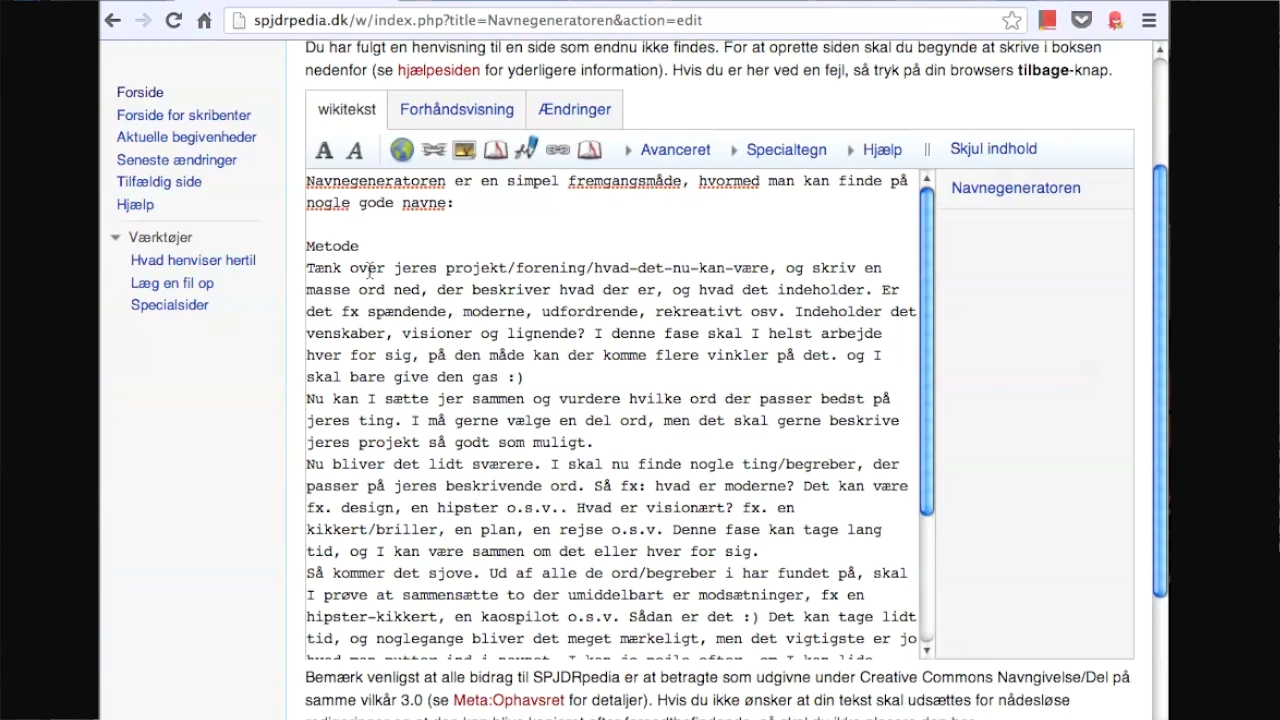 spjdrpedia.dk/w/index.php?title=Navnegeneratoren&action=edit
Du har fulgt en henvisning til en side som endnu ikke findes. For at oprette siden skal du begynde at skrive i boksen
nedenfor (se hjælpesiden for yderligere information). Hvis du er her ved en fejl, så tryk på din browsers tilbage-knap.
Forside
Forside for skribenter
Aktuelle begivenheder
Seneste ændringer
Tilfældig side
Hjælp
Værktøjer
Hvad henviser hertil
Læg en fil op
Specialsider
wikitekst Forhåndsvisning Ændringer
A A Avanceret Specialtegn Hjælp Skjul indhold
Navnegeneratoren er en simpel fremgangsmåde, hvormed man kan finde på
nogle gode navne:
Metode
Tænk over jeres projekt/forening/hvad-det-nu-kan-være, og skriv en
masse ord ned, der beskriver hvad der er, og hvad det indeholder. Er
det fx spændende, moderne, udfordrende, rekreativt osv. Indeholder det
venskaber, visioner og lignende? I denne fase skal I helst arbejde
hver for sig, på den måde kan der komme flere vinkler på det. og I
skal bare give den gas :)
Nu kan I sætte jer sammen og vurdere hvilke ord der passer bedst på
jeres ting. I må gerne vælge en del ord, men det skal gerne beskrive
jeres projekt så godt som muligt.
Nu bliver det lidt sværere. I skal nu finde nogle ting/begreber, der
passer på jeres beskrivende ord. Så fx: hvad er moderne? Det kan være
fx. design, en hipster o.s.v.. Hvad er visionært? fx. en
kikkert/briller, en plan, en rejse o.s.v. Denne fase kan tage lang
tid, og I kan være sammen om det eller hver for sig.
Så kommer det sjove. Ud af alle de ord/begreber i har fundet på, skal
I prøve at sammensætte to der umiddelbart er modsætninger, fx en
hipster-kikkert, en kaospilot o.s.v. Sådan er det :) Det kan tage lidt
tid, og noglegange bliver det meget mærkeligt, men det vigtigste er jo
Navnegeneratoren
Bemærk venligst at alle bidrag til SPJDRpedia er at betragte som udgivne under Creative Commons Navngivelse/Del på
samme vilkår 3.0 (se Meta:Ophavsret for detaljer). Hvis du ikke ønsker at din tekst skal udsættes for nådesløse